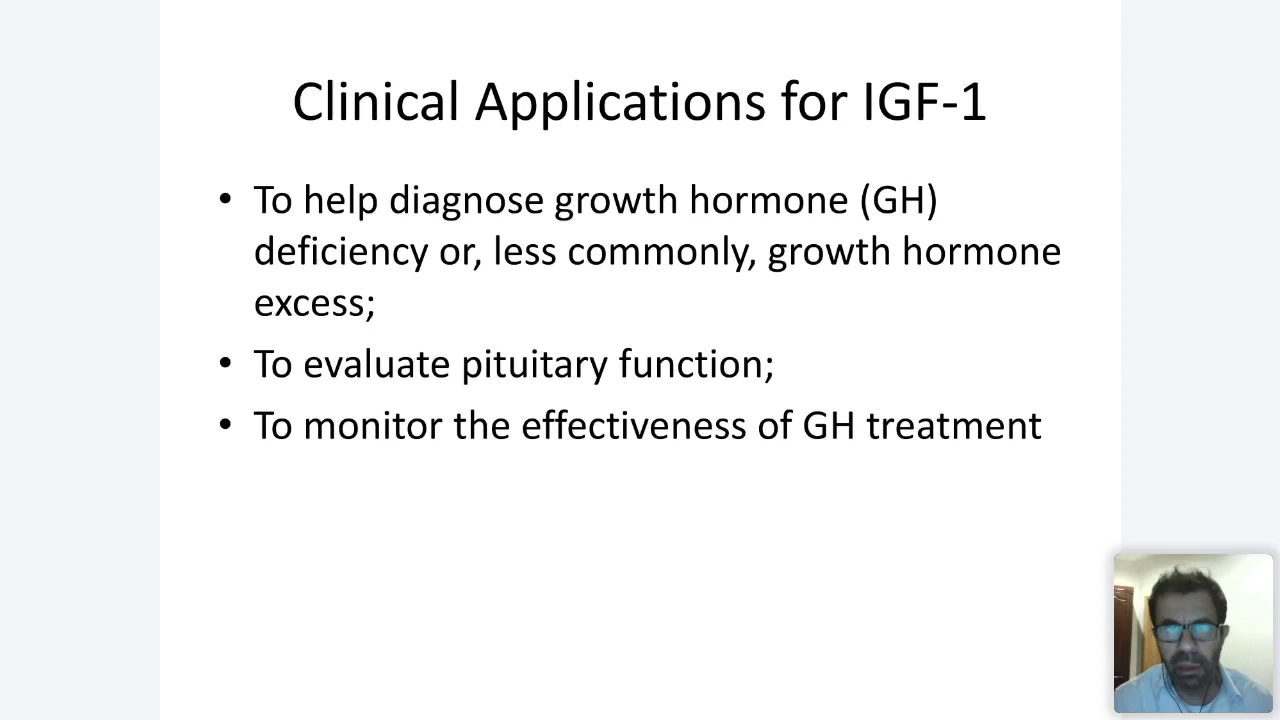 Clinical Applications for IGF-1
• To help diagnose growth hormone (GH)
deficiency or, less commonly, growth hormone
excess;
• To evaluate pituitary function;
• To monitor the effectiveness of GH treatment